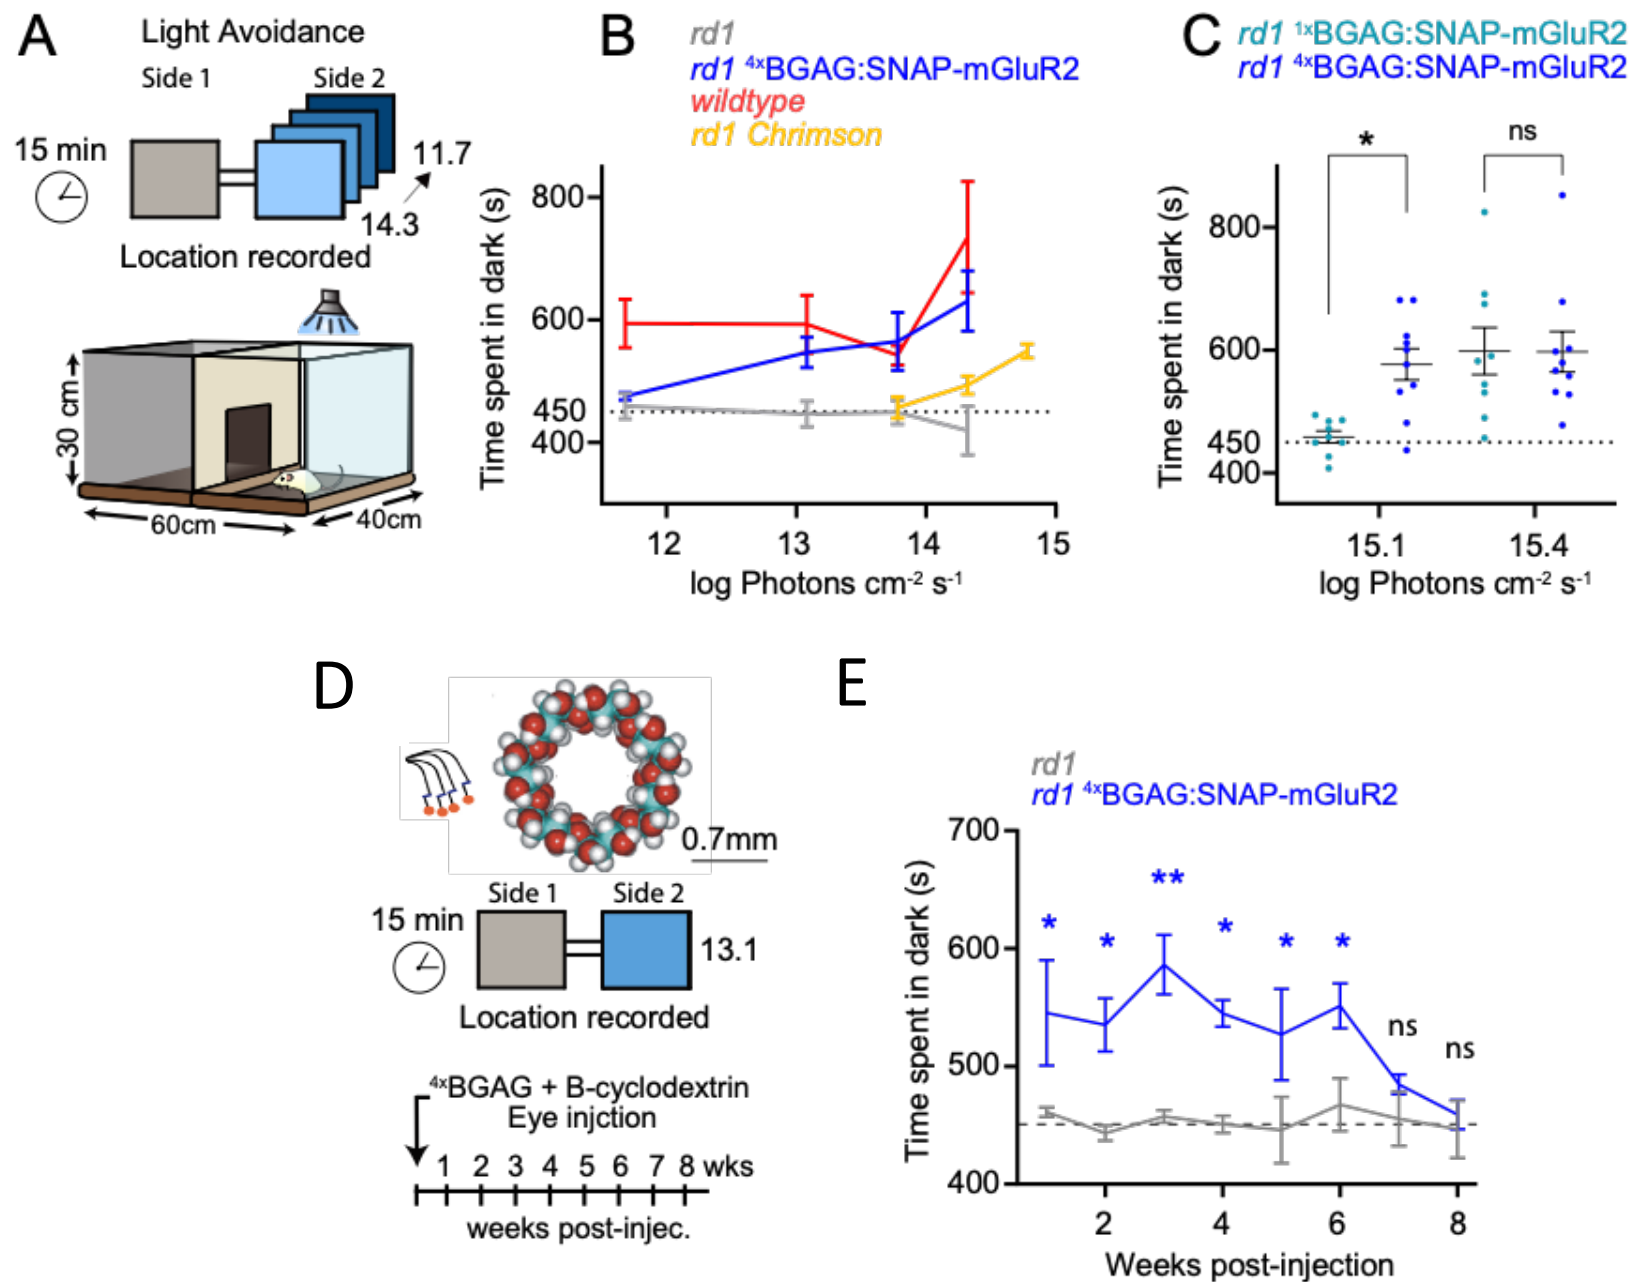 A
Light Avoidance
Side 1
Side 2
15 min
11.7
14.3
Location recorded
30 cm
60cm
40cm
B
rd1
rd1 4xBGAG:SNAP-mGluR2
wildtype
rd1 Chrimson
Time spent in dark (s)
800
600
450
400
12
13
14
15
log Photons cm-2 s-1
C
rd1 1xBGAG:SNAP-mGluR2
rd1 4xBGAG:SNAP-mGluR2
*
ns
Time spent in dark (s)
800
600
450
400
15.1
15.4
log Photons cm-2 s-1
D
0.7mm
Side 1
Side 2
15 min
13.1
Location recorded
4xBGAG + B-cyclodextrin
Eye injction
1 2 3 4 5 6 7 8 wks
weeks post-injec.
E
rd1
rd1 4xBGAG:SNAP-mGluR2
Time spent in dark (s)
700
600
500
400
*
*
**
*
*
*
ns
ns
2
4
6
8
Weeks post-injection